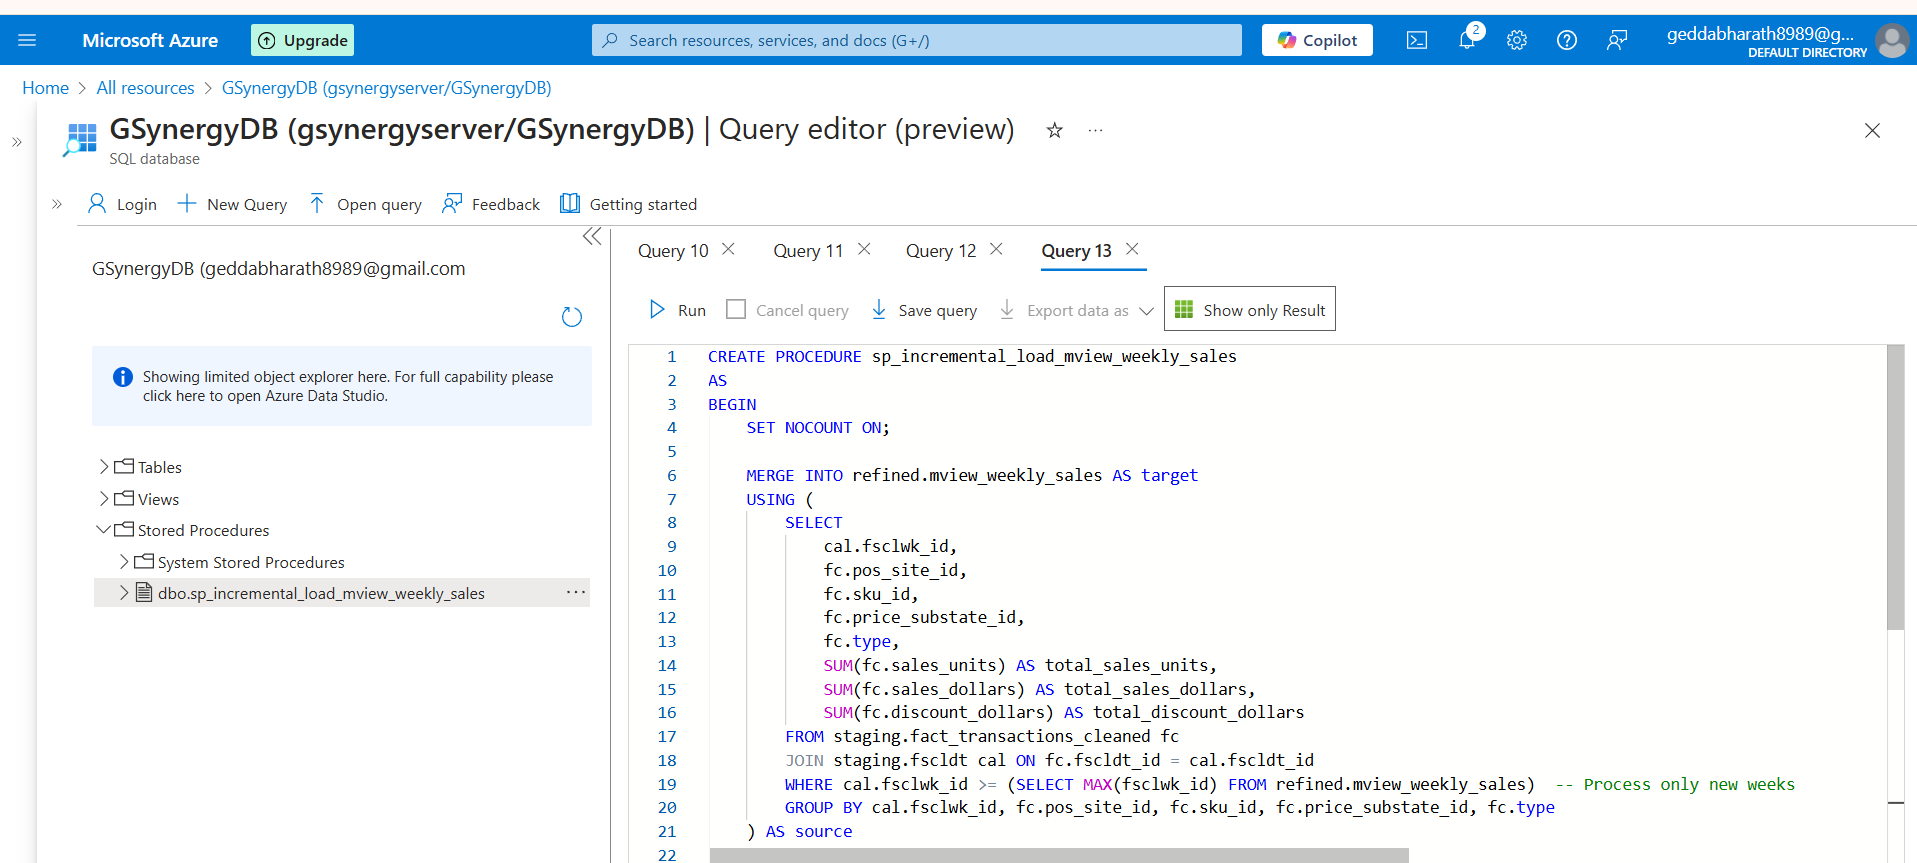 Microsoft Azure
Upgrade
Search resources, services, and docs (G+/)
Copilot
2
geddabharath8989@g...
DEFAULT DIRECTORY
Home > All resources > GSynergyDB (gsynergyserver/GSynergyDB)
GSynergyDB (gsynergyserver/GSynergyDB) | Query editor (preview)
SQL database
Login
New Query
Open query
Feedback
Getting started
GSynergyDB (geddabharath8989@gmail.com
Showing limited object explorer here. For full capability please
click here to open Azure Data Studio.
Tables
Views
Stored Procedures
System Stored Procedures
dbo.sp_incremental_load_mview_weekly_sales
Query 10
Query 11
Query 12
Query 13
Run
Cancel query
Save query
Export data as
Show only Result
1 CREATE PROCEDURE sp_incremental_load_mview_weekly_sales
2 AS
3 BEGIN
4 SET NOCOUNT ON;
5
6 MERGE INTO refined.mview_weekly_sales AS target
7 USING (
8 SELECT
9 cal.fsclwk_id,
10 fc.pos_site_id,
11 fc.sku_id,
12 fc.price_substate_id,
13 fc.type,
14 SUM(fc.sales_units) AS total_sales_units,
15 SUM(fc.sales_dollars) AS total_sales_dollars,
16 SUM(fc.discount_dollars) AS total_discount_dollars
17 FROM staging.fact_transactions_cleaned fc
18 JOIN staging.fscldt cal ON fc.fscldt_id = cal.fscldt_id
19 WHERE cal.fsclwk_id >= (SELECT MAX(fsclwk_id) FROM refined.mview_weekly_sales) -- Process only new weeks
20 GROUP BY cal.fsclwk_id, fc.pos_site_id, fc.sku_id, fc.price_substate_id, fc.type
21 ) AS source
22